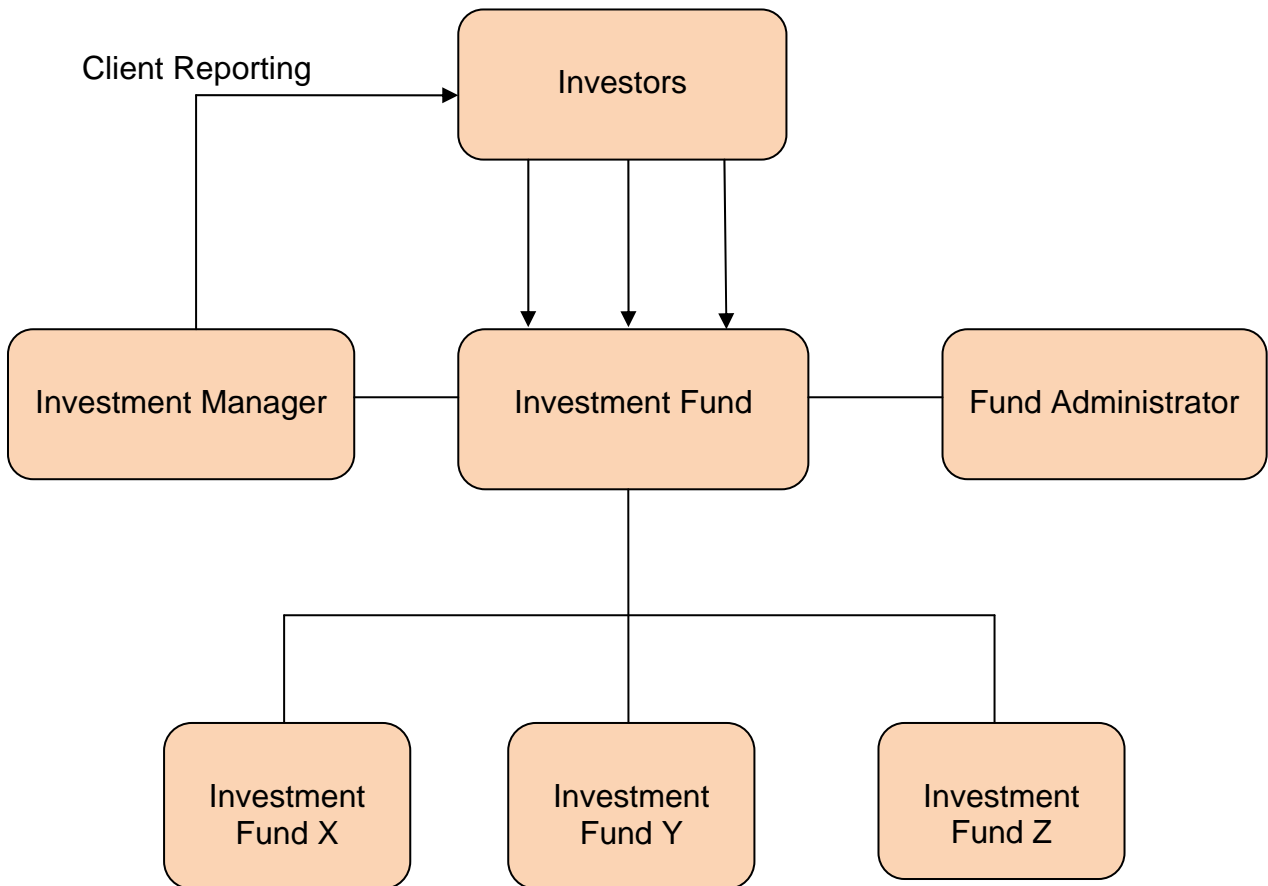 Client Reporting
Investors
Investment Manager
Investment Fund
Fund Administrator
Investment
Fund X
Investment
Fund Y
Investment
Fund Z